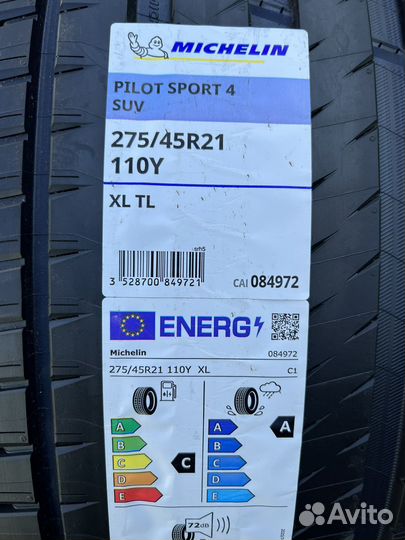 MICHELIN
PILOT SPORT 4
SUV
275/45R21
110Y
XL TL
3 528700 849721
CAI 084972
ENERG
Michelin 084972
275/45R21 110Y XL C1
A A
B B
C C
D D
E E
C
A
72dB
Avito